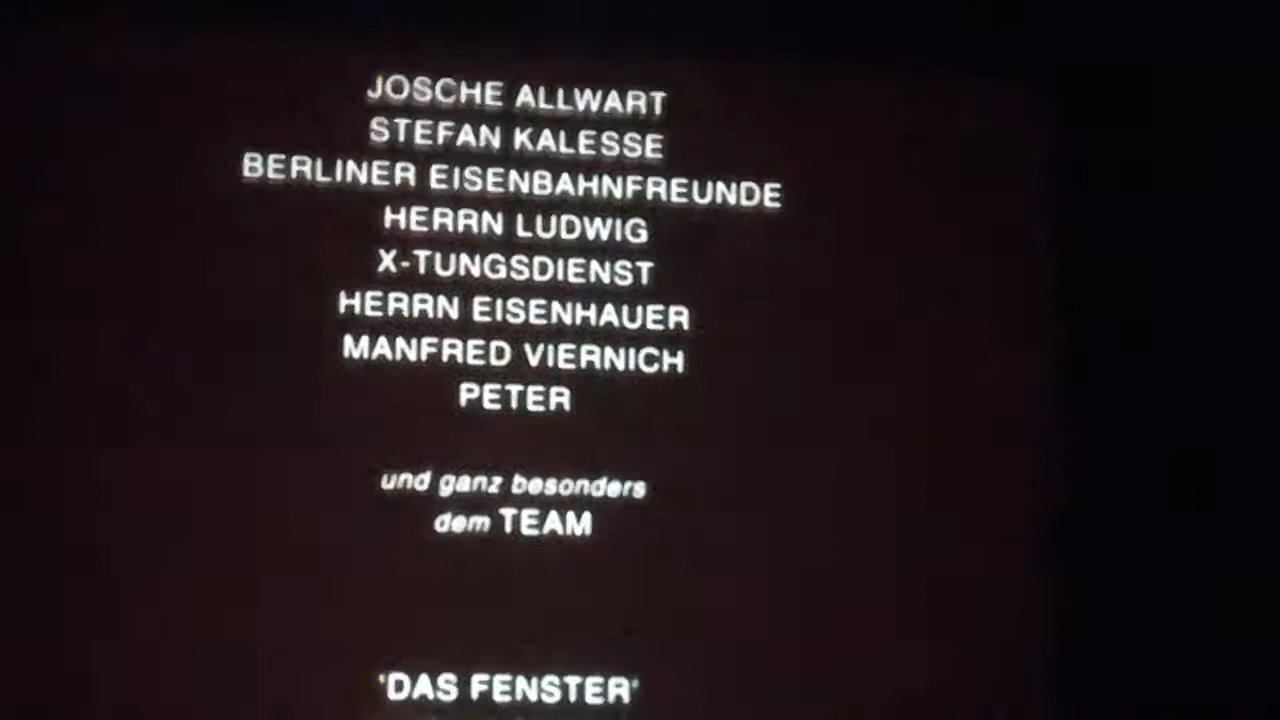 JOSCHE ALLWART
STEFAN KALESSE
BERLINER EISENBAHNFREUNDE
HERRN LUDWIG
X-TUNGSDIENST
HERRN EISENHAUER
MANFRED VIERNICH
PETER
und ganz besonders
dem TEAM
'DAS FENSTER'